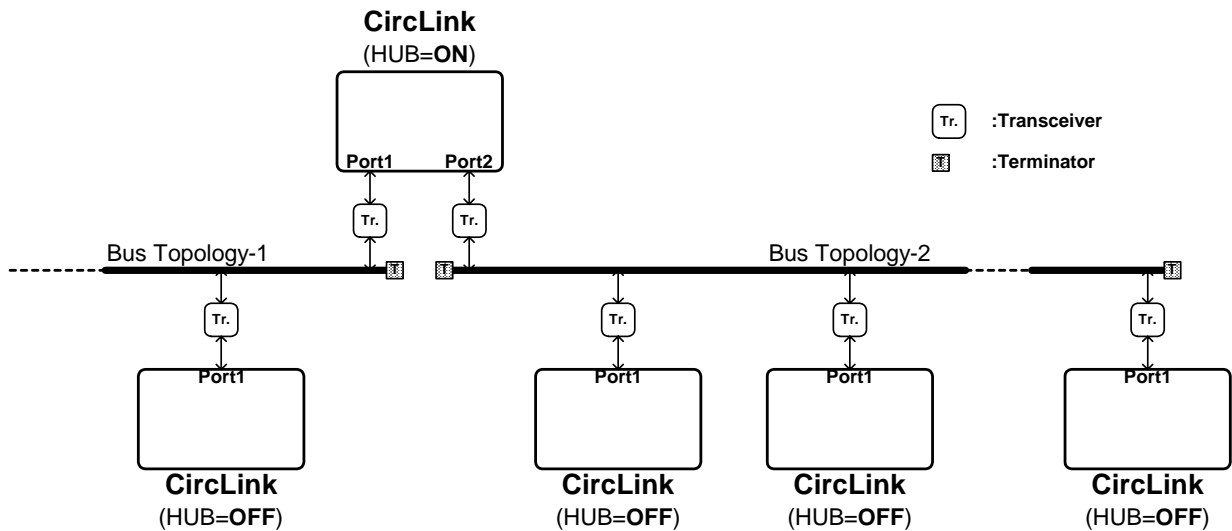 CircLink
(HUB=ON)
Port1 Port2
Tr. :Transceiver
T :Terminator
Tr. Tr.
Bus Topology-1 Bus Topology-2
T T T
Tr. Tr. Tr. Tr.
Port1 Port1 Port1 Port1
CircLink CircLink CircLink CircLink
(HUB=OFF) (HUB=OFF) (HUB=OFF) (HUB=OFF)